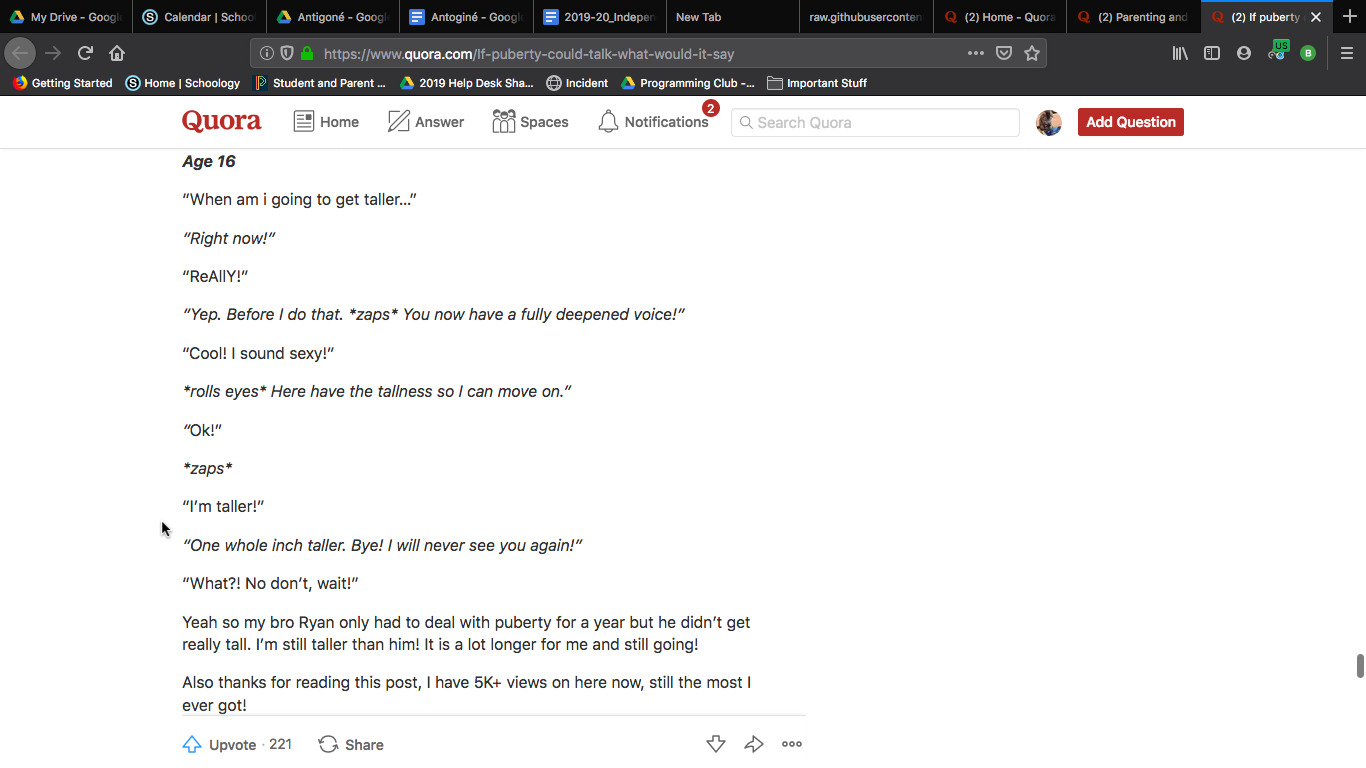 My Drive - Googl
Calendar | Schoo
Antigoné - Googl
Antoginé - Googl
2019-20_Indepen
New Tab
raw.githubuserconten
(2) Home - Quora
(2) Parenting and
(2) If puberty
https://www.quora.com/If-puberty-could-talk-what-would-it-say
US
B
Getting Started
Home | Schoology
Student and Parent ...
2019 Help Desk Sha...
Incident
Programming Club -...
Important Stuff
Quora
Home
Answer
Spaces
Notifications
2
Search Quora
Add Question
Age 16
“When am i going to get taller...”
“Right now!”
“ReAllY!”
“Yep. Before I do that. *zaps* You now have a fully deepened voice!”
“Cool! I sound sexy!”
*rolls eyes* Here have the tallness so I can move on.”
“Ok!”
*zaps*
“I’m taller!”
“One whole inch taller. Bye! I will never see you again!”
“What?! No don’t, wait!”
Yeah so my bro Ryan only had to deal with puberty for a year but he didn’t get
really tall. I’m still taller than him! It is a lot longer for me and still going!
Also thanks for reading this post, I have 5K+ views on here now, still the most I
ever got!
Upvote · 221
Share